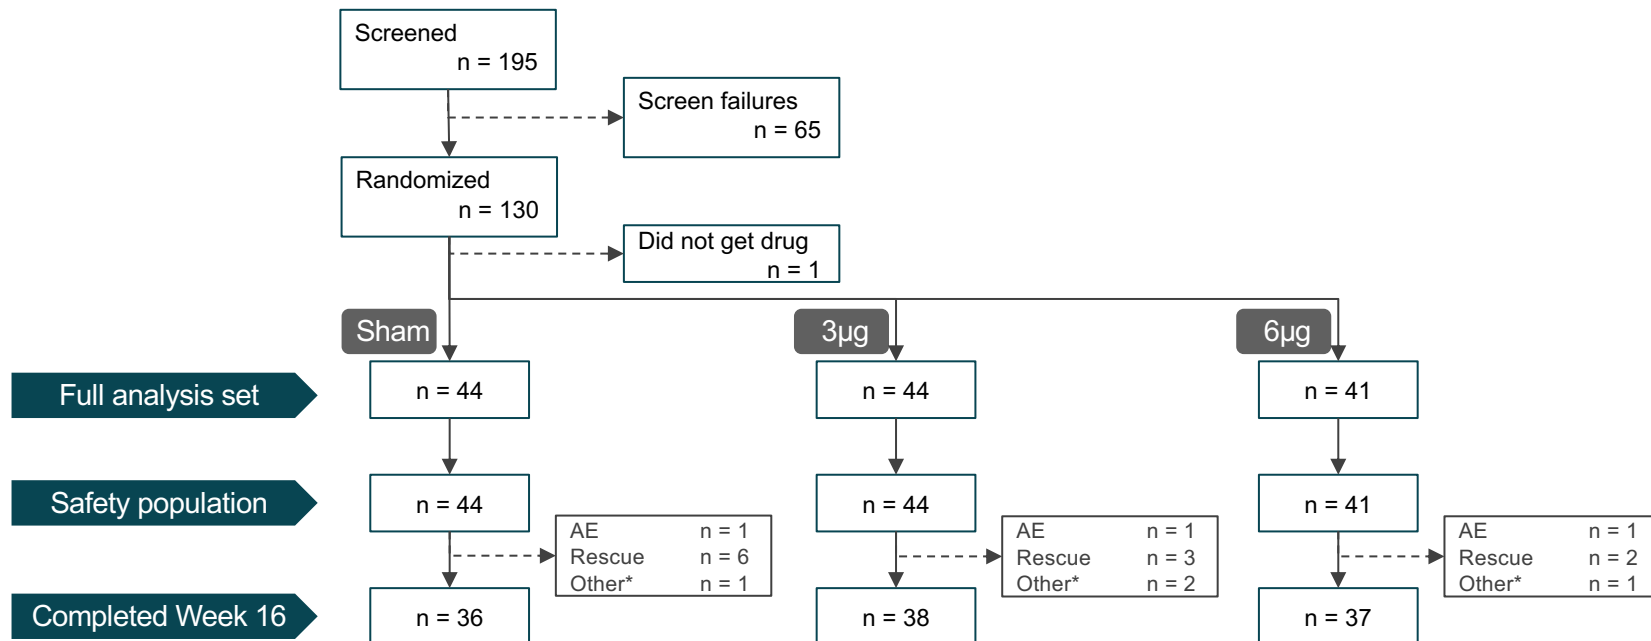 Screened
n = 195
Screen failures
n = 65
Randomized
n = 130
Did not get drug
n = 1
Sham
3µg
6µg
Full analysis set
n = 44
n = 44
n = 41
Safety population
n = 44
n = 44
n = 41
AE n = 1
Rescue n = 6
Other* n = 1
AE n = 1
Rescue n = 3
Other* n = 2
AE n = 1
Rescue n = 2
Other* n = 1
Completed Week 16
n = 36
n = 38
n = 37